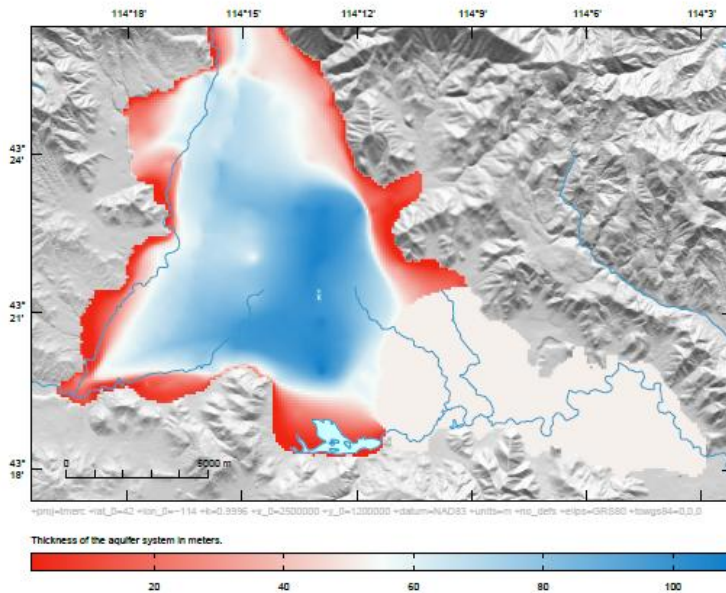 114°18' 114°15' 114°12' 114°9' 114°6' 114°3'
43°
24'
43°
21'
43°
18'
0 5000 m
+proj=tmerc +lat_0=42 +lon_0=-114 +k=0.9996 +x_0=2500000 +y_0=1200000 +datum=NAD83 +units=m +no_defs +ellps=GRS80 +towgs84=0,0,0
Thickness of the aquifer system in meters.
20 40 60 80 100